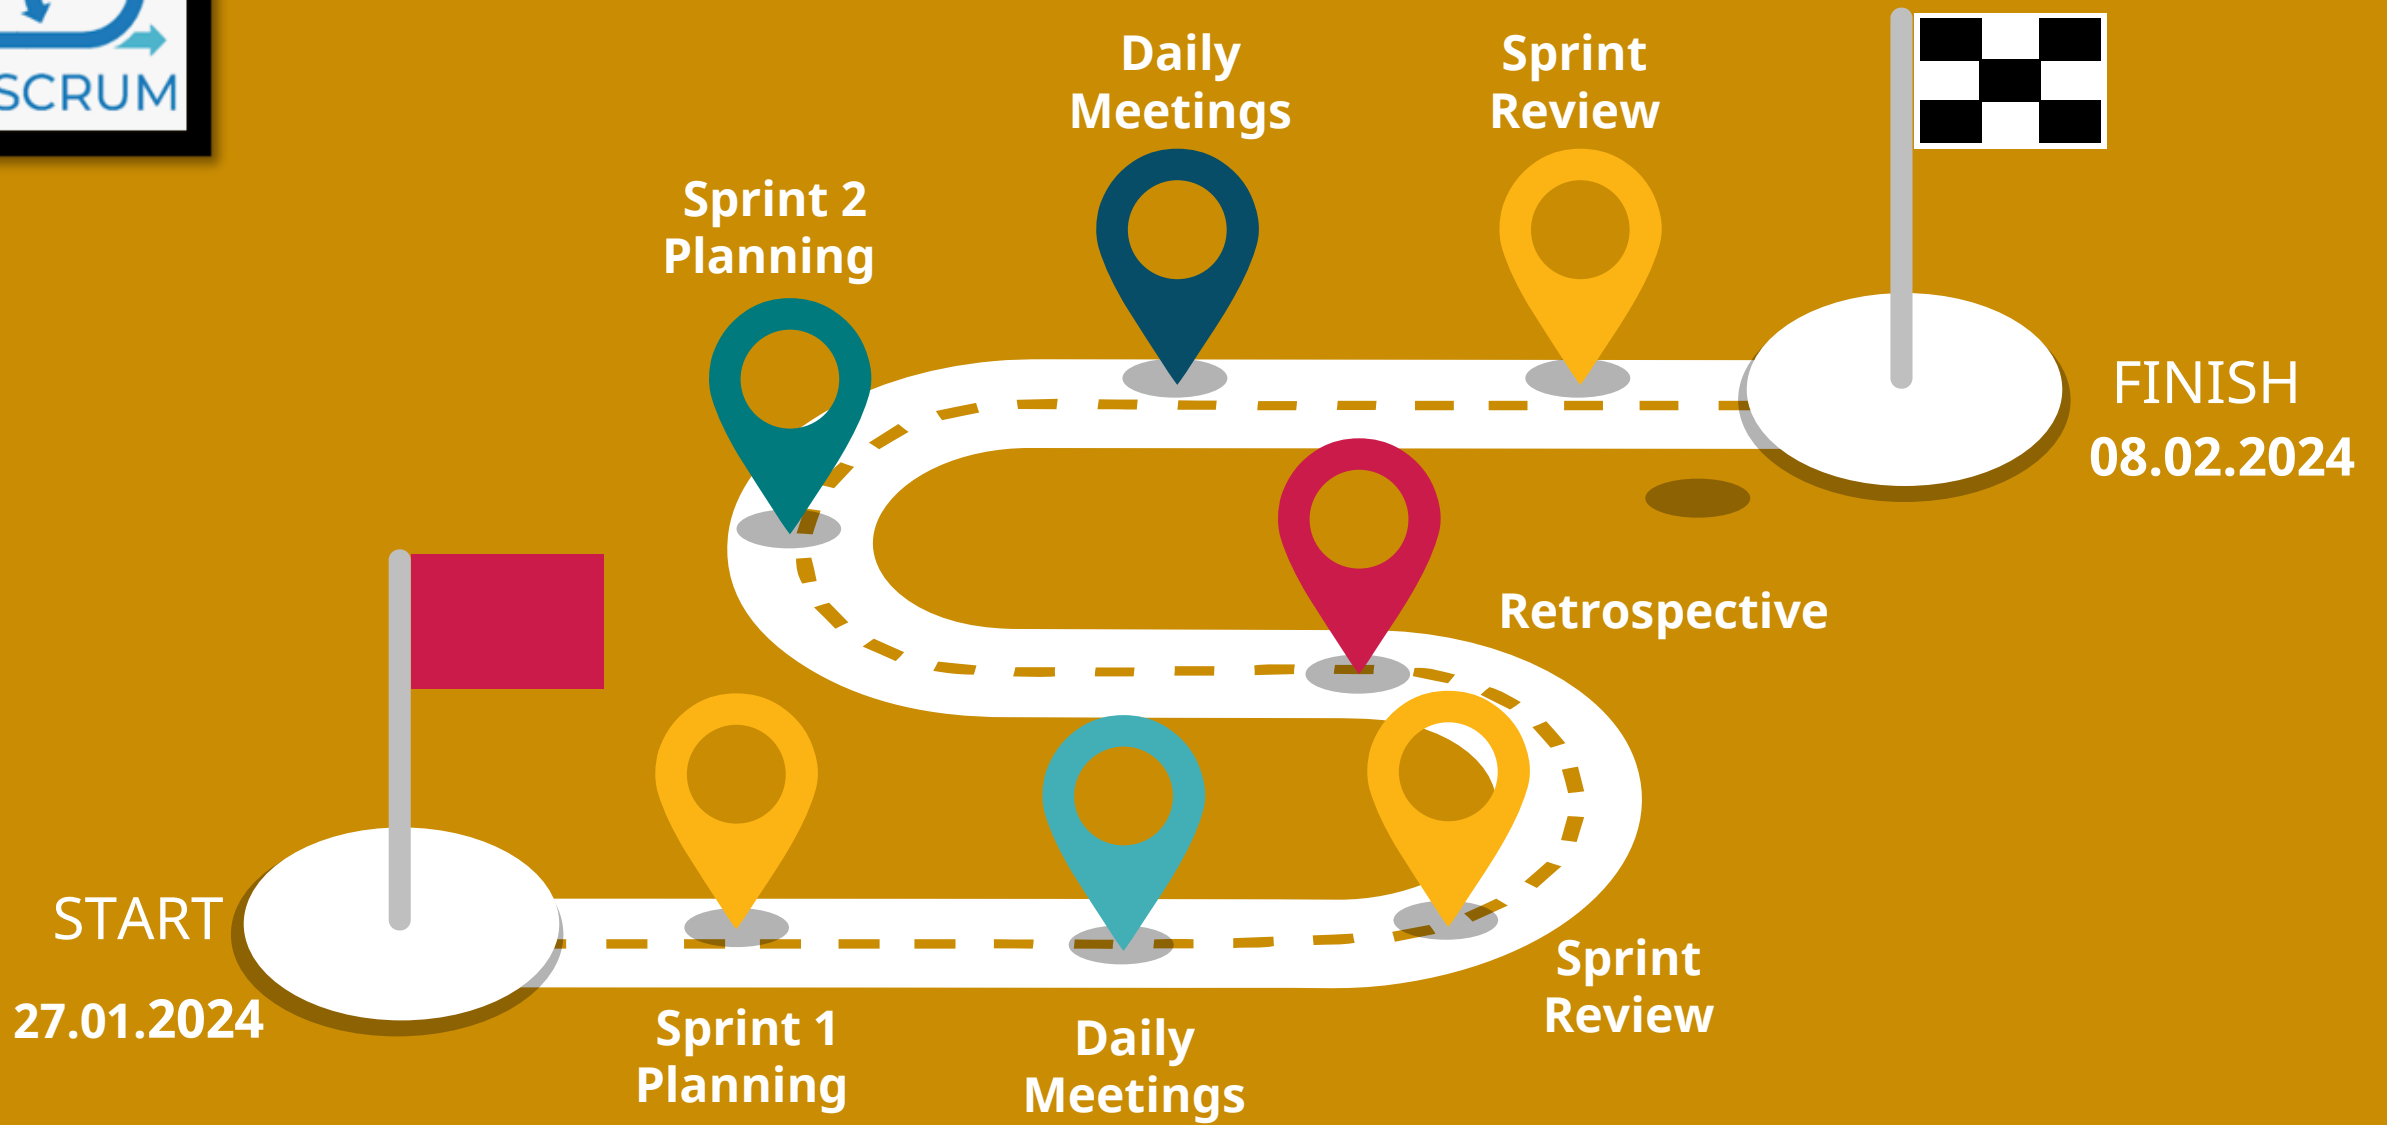 SCRUM
Daily
Meetings
Sprint
Review
Sprint 2
Planning
FINISH
08.02.2024
Retrospective
START
27.01.2024
Sprint 1
Planning
Daily
Meetings
Sprint
Review